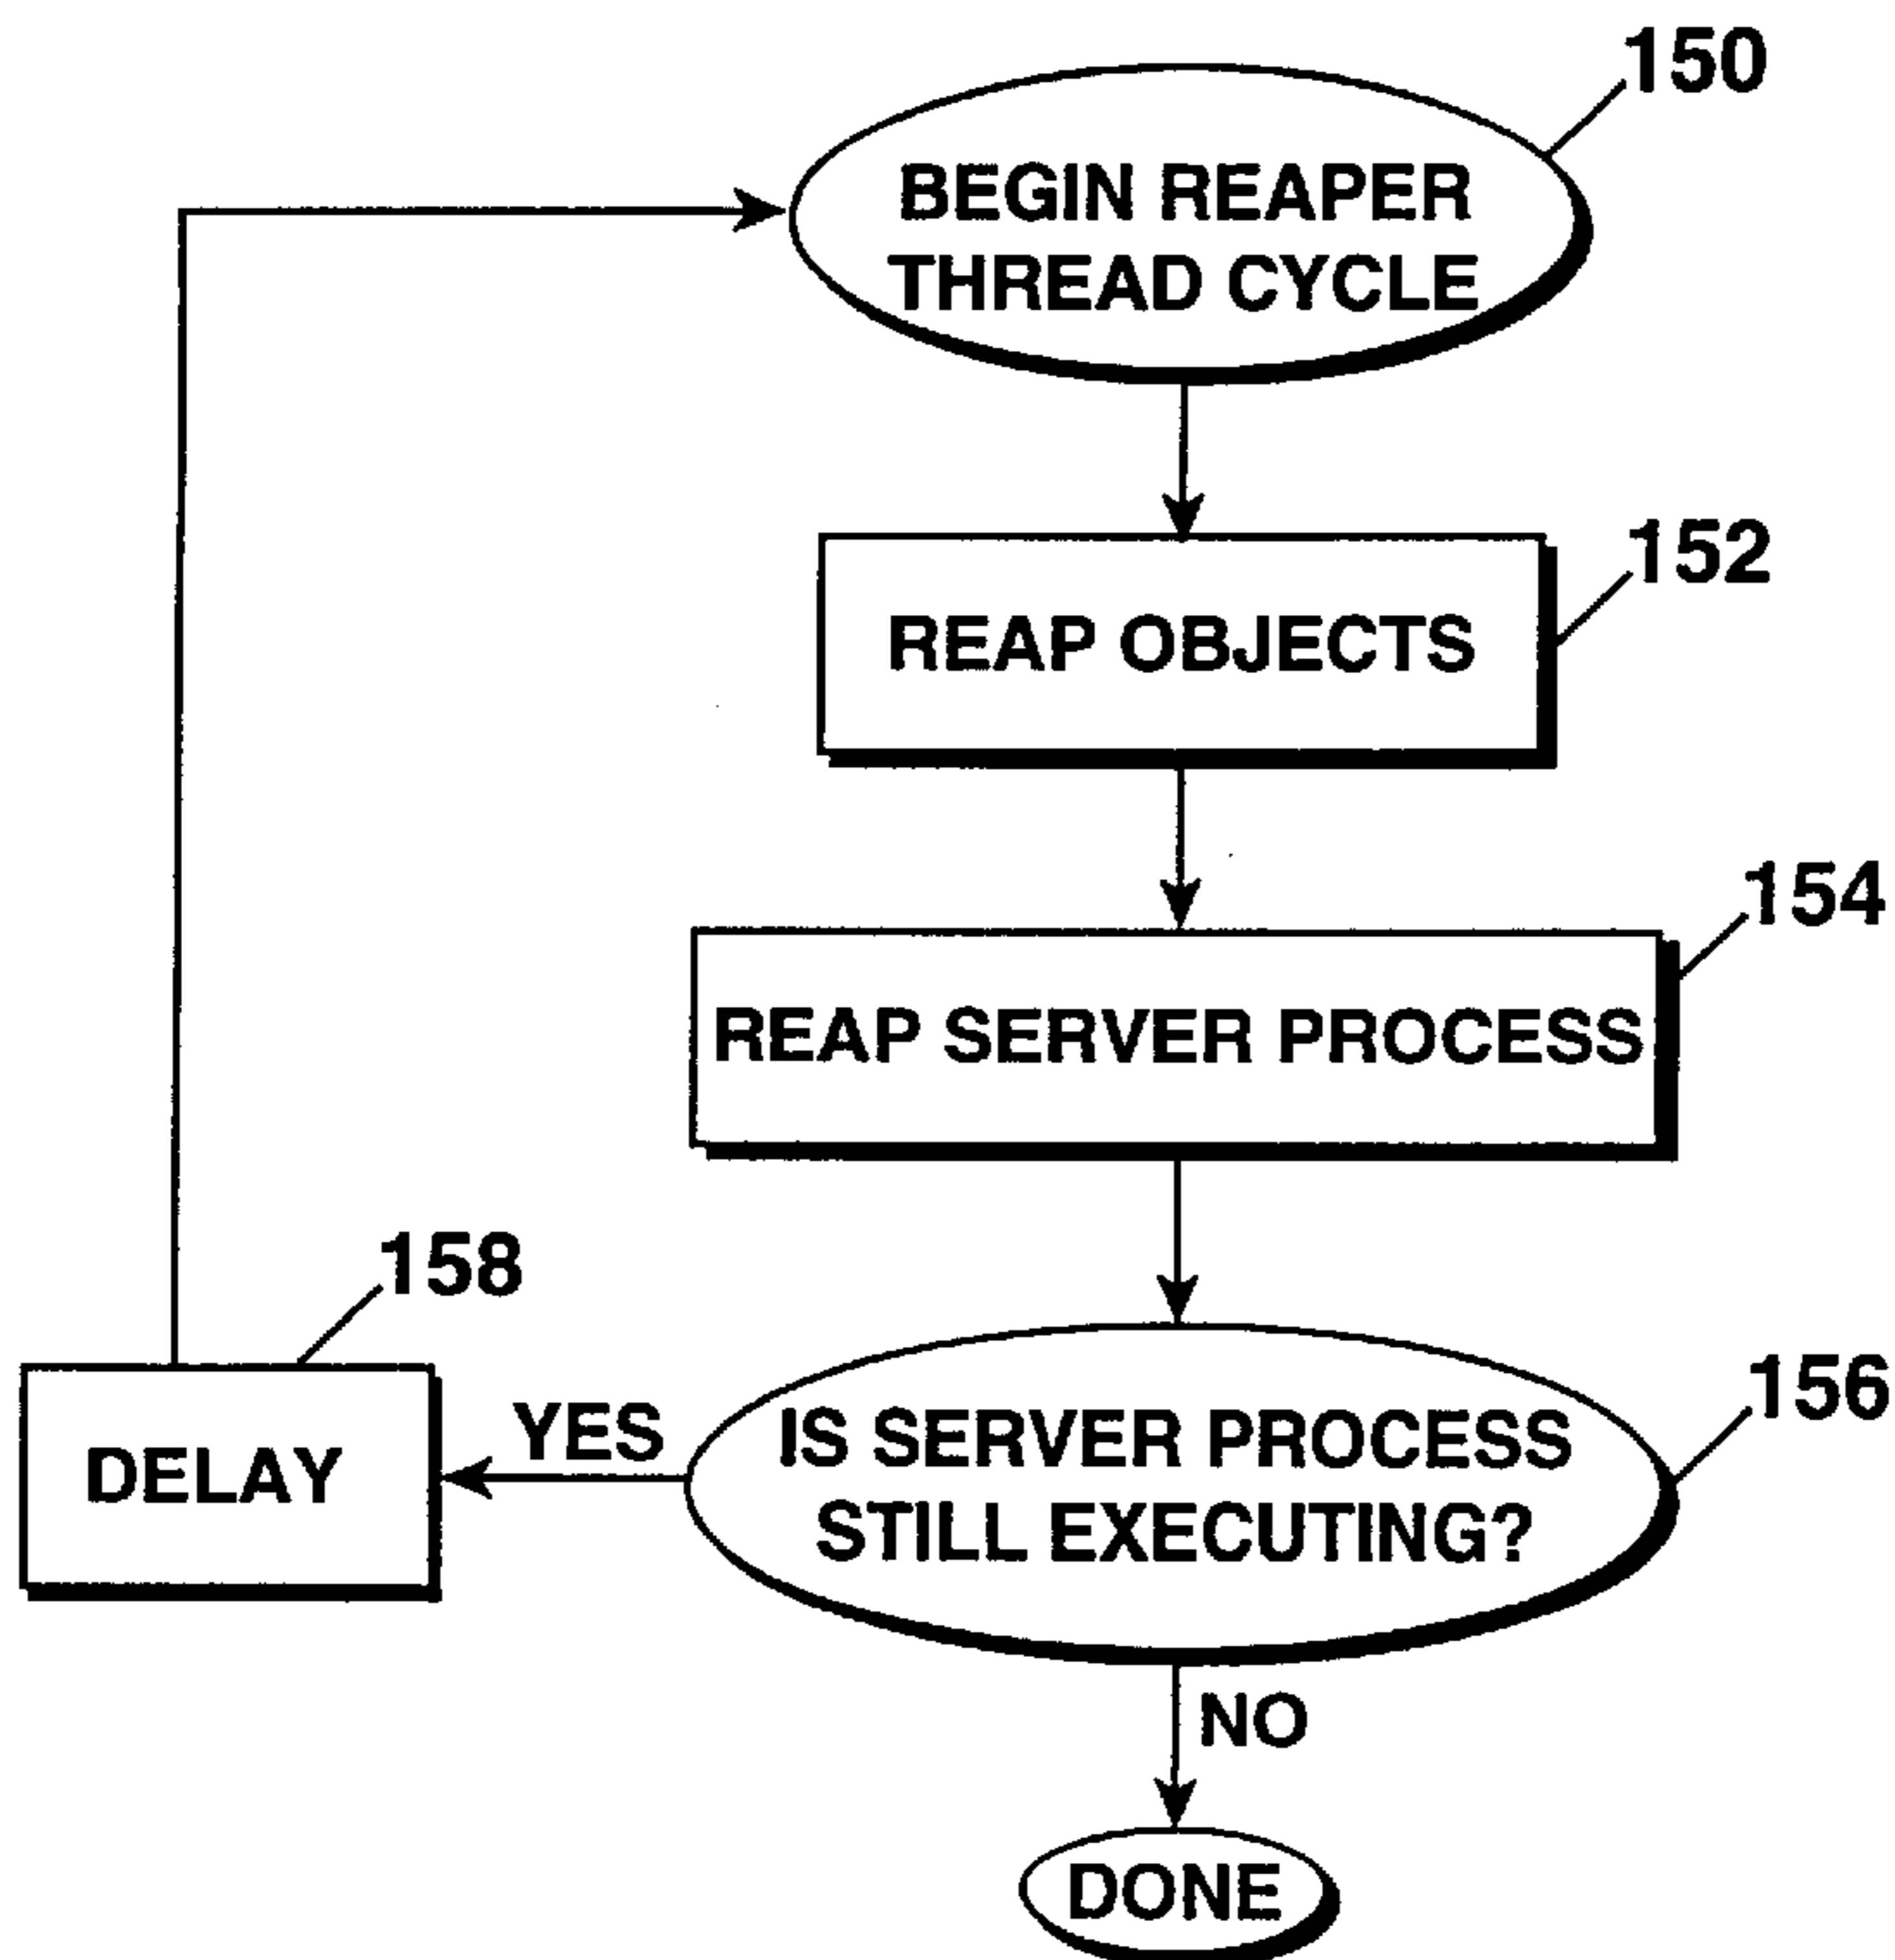 150
BEGIN REAPER
THREAD CYCLE
152
REAP OBJECTS
154
REAP SERVER PROCESS
158
156
DELAY
YES
IS SERVER PROCESS
STILL EXECUTING?
NO
DONE